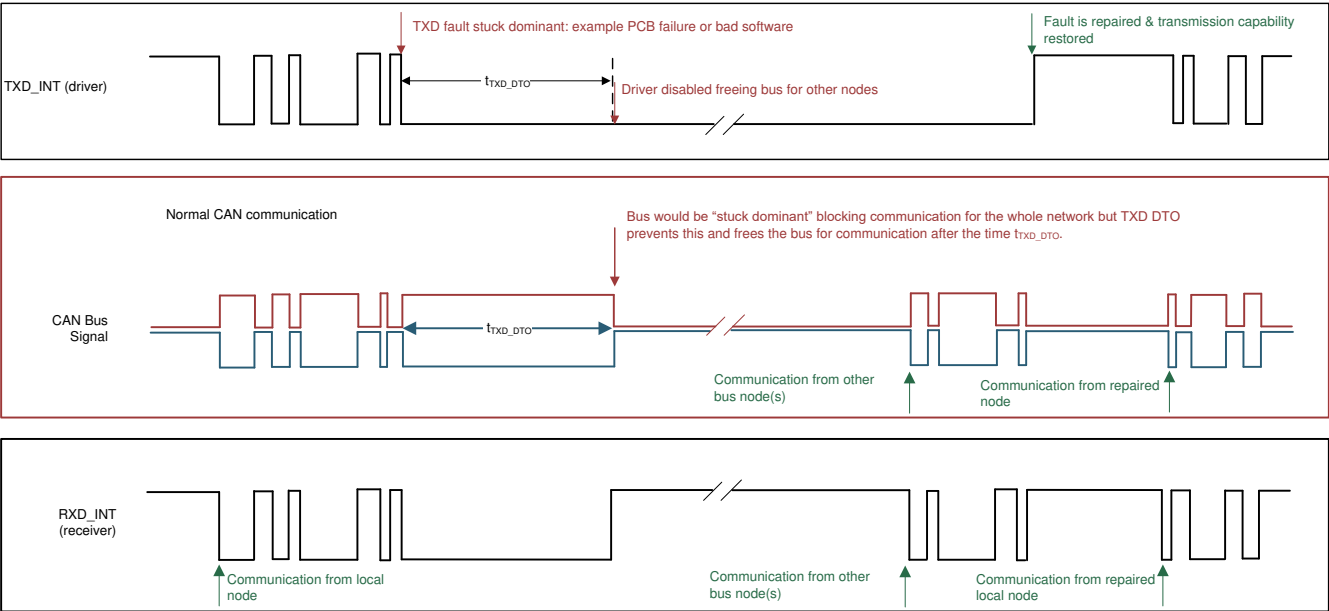 TXD fault stuck dominant: example PCB failure or bad software
Fault is repaired & transmission capability
restored
TXD_INT (driver)
tTXD_DTO
Driver disabled freeing bus for other nodes
Normal CAN communication
Bus would be “stuck dominant” blocking communication for the whole network but TXD DTO
prevents this and frees the bus for communication after the time tTXD_DTO.
CAN Bus
Signal
tTXD_DTO
Communication from other
bus node(s)
Communication from repaired
node
RXD_INT
(receiver)
Communication from local
node
Communication from other
bus node(s)
Communication from repaired
local node